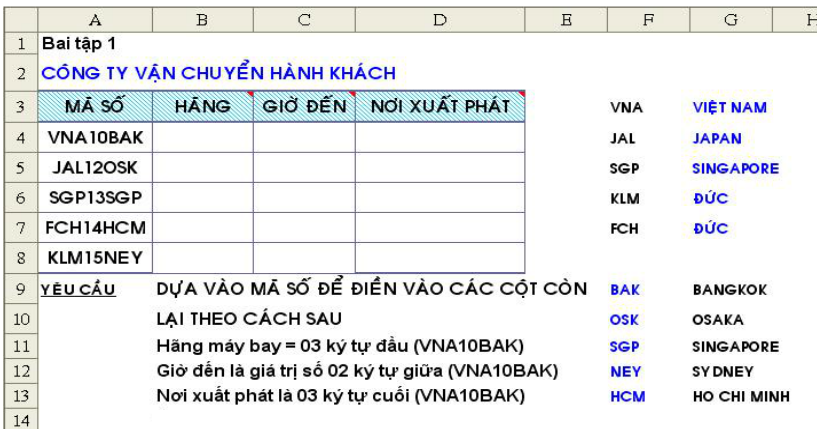 A B C D E F G H
1 Bai tập 1
2 CÔNG TY VẬN CHUYỂN HÀNH KHÁCH
3 MÃ SỐ HÃNG GIỜ ĐẾN NƠI XUẤT PHÁT VNA VIỆT NAM
4 VNA10BAK JAL JAPAN
5 JAL12OSK SGP SINGAPORE
6 SGP13SGP KLM ĐỨC
7 FCH14HCM FCH ĐỨC
8 KLM15NEY
9 YÊU CẦU DỰA VÀO MÃ SỐ ĐỂ ĐIỀN VÀO CÁC CỘT CÒN BAK BANGKOK
10 LẠI THEO CÁCH SAU OSK OSAKA
11 Hãng máy bay = 03 ký tự đầu (VNA10BAK) SGP SINGAPORE
12 Giờ đến là giá trị số 02 ký tự giữa (VNA10BAK) NEY SYDNEY
13 Nơi xuất phát là 03 ký tự cuối (VNA10BAK) HCM HO CHI MINH
14